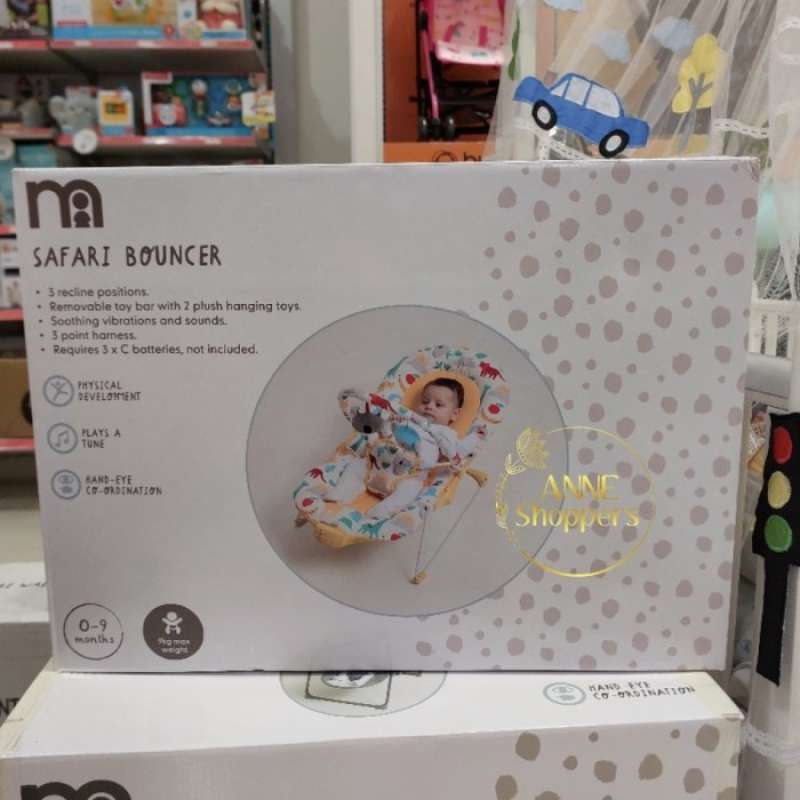 SAFARI BOUNCER
• 3 recline positions.
• Removable toy bar with 2 plush hanging toys.
• Soothing vibrations and sounds.
• 3 point harness.
• Requires 3 x C batteries, not included.
PHYSICAL
DEVELOPMENT
PLAYS A
TUNE
HAND-EYE
CO-ORDINATION
ANNE
Shoppers
0-9
months
9kg max
weight
HAND-EYE
CO-ORDINATION